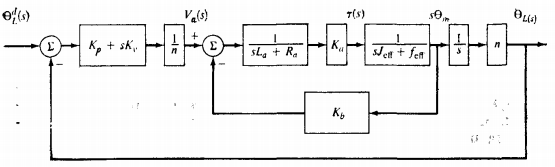 Θ_L^d(s)
V_a(s)
τ(s)
sΘ_m
Θ_L(s)
Σ
K_p + sK_v
1/n
+
Σ
1/(sL_a + R_a)
K_a
1/(sJ_eff + f_eff)
1/s
n
−
−
K_b